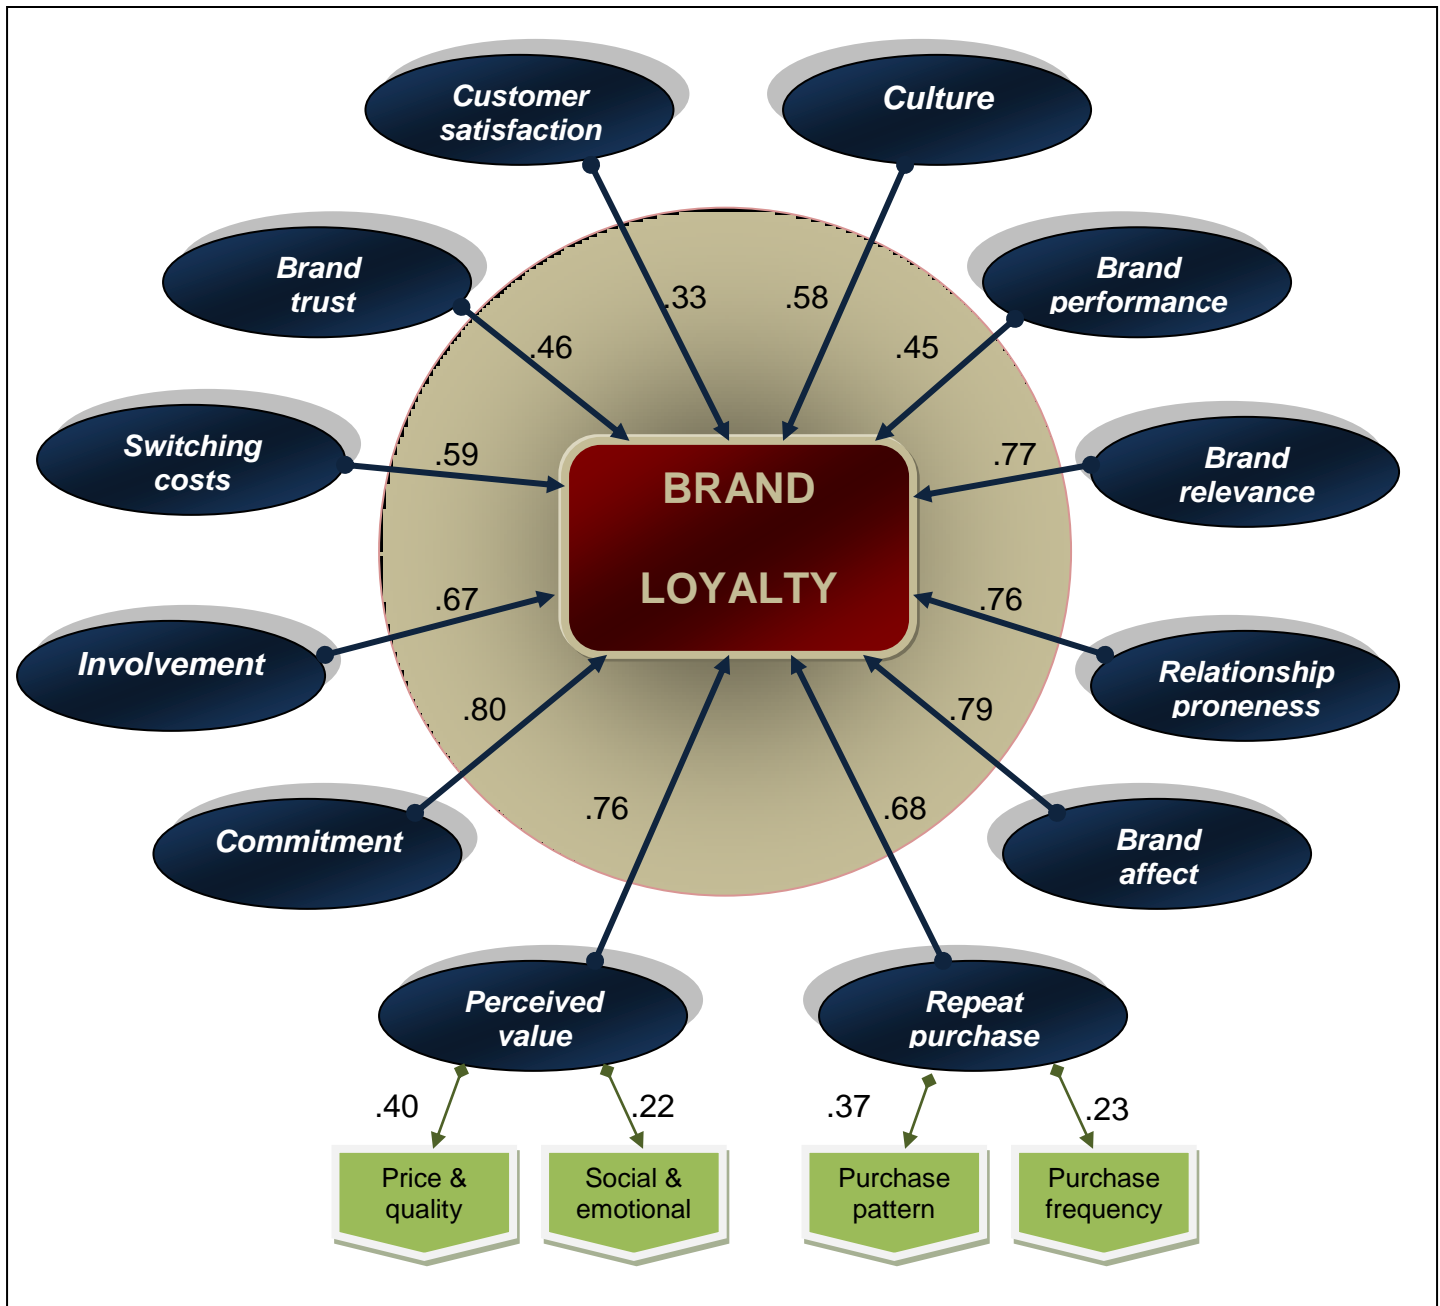 Customer
satisfaction
Culture
Brand
trust
Brand
performance
.33
.58
.46
.45
Switching
costs
.59
BRAND
LOYALTY
.77
Brand
relevance
Involvement
.67
.76
Relationship
proneness
Commitment
.80
.79
Brand
affect
.76
.68
Perceived
value
Repeat
purchase
.40
.22
.37
.23
Price &
quality
Social &
emotional
Purchase
pattern
Purchase
frequency